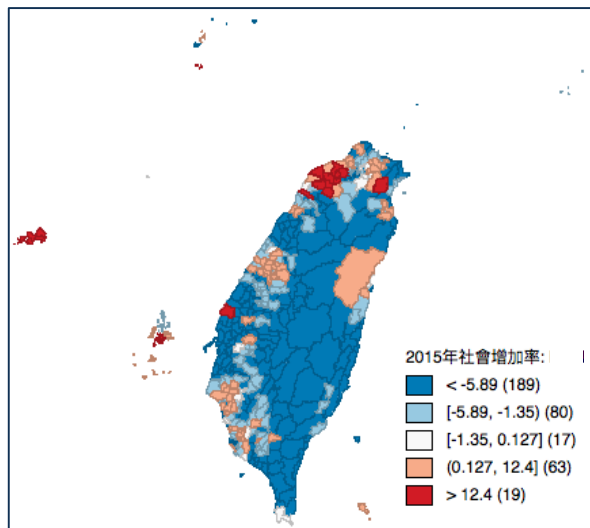 2015年社會增加率:
< -5.89 (189)
[-5.89, -1.35) (80)
[-1.35, 0.127] (17)
(0.127, 12.4] (63)
> 12.4 (19)